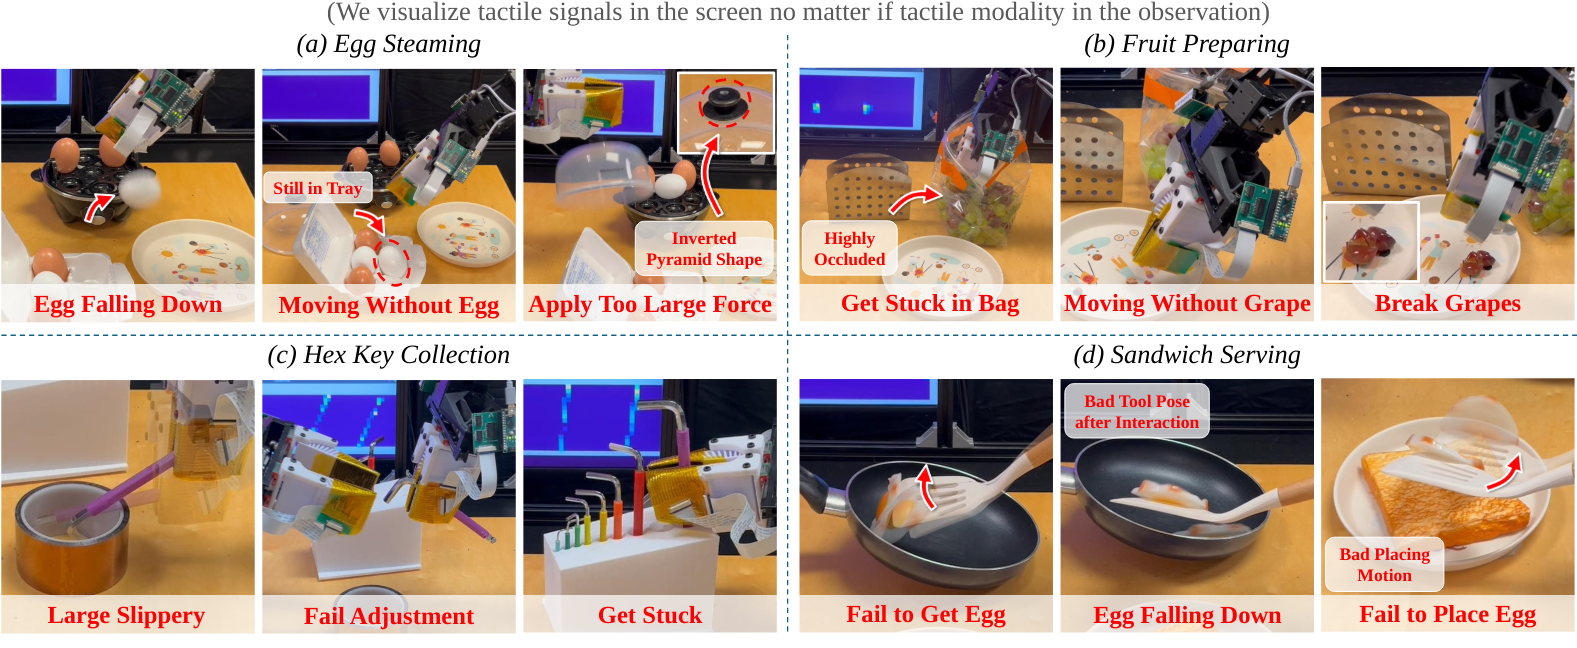 (We visualize tactile signals in the screen no matter if tactile modality in the observation)
(a) Egg Steaming
Still in Tray
Inverted
Pyramid Shape
Egg Falling Down
Moving Without Egg
Apply Too Large Force
(b) Fruit Preparing
Highly
Occluded
Get Stuck in Bag
Moving Without Grape
Break Grapes
(c) Hex Key Collection
Large Slippery
Fail Adjustment
Get Stuck
(d) Sandwich Serving
Bad Tool Pose
after Interaction
Bad Placing
Motion
Fail to Get Egg
Egg Falling Down
Fail to Place Egg